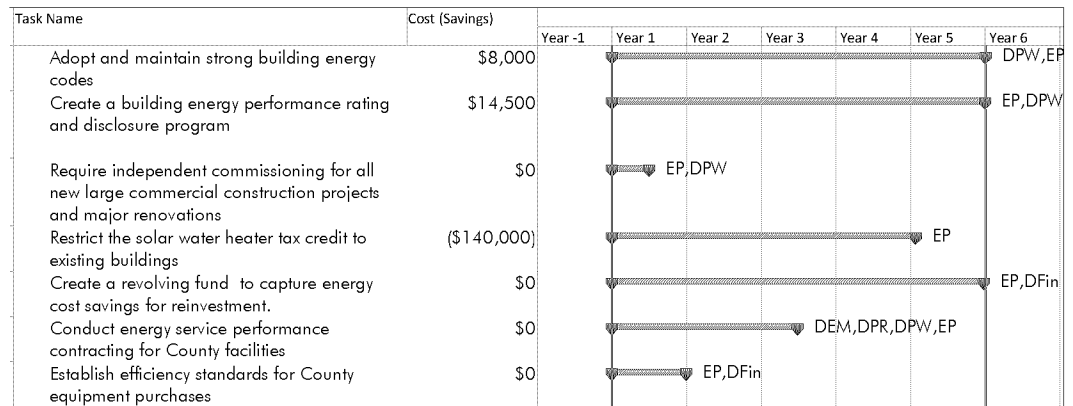 Task Name Cost (Savings)
Year -1 Year 1 Year 2 Year 3 Year 4 Year 5 Year 6
Adopt and maintain strong building energy $8,000 DPW,EP
codes
Create a building energy performance rating $14,500 EP,DPW
and disclosure program
Require independent commissioning for all $0 EP,DPW
new large commercial construction projects
and major renovations
Restrict the solar water heater tax credit to ($140,000) EP
existing buildings
Create a revolving fund to capture energy $0 EP,DFin
cost savings for reinvestment.
Conduct energy service performance $0 DEM,DPR,DPW,EP
contracting for County facilities
Establish efficiency standards for County $0 EP,DFin
equipment purchases